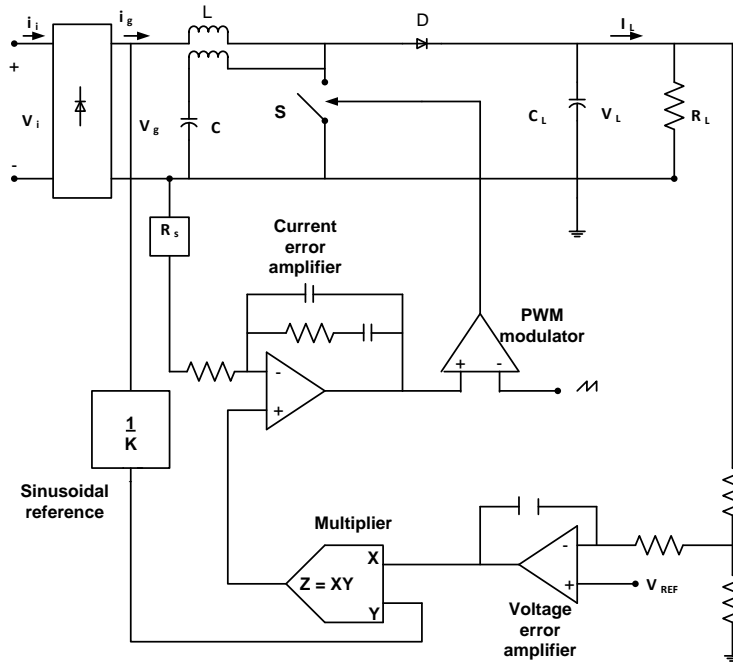 i i
i g
L
D
I L
+
V i
-
V g
C
S
C L
V L
R L
R s
Current
error
amplifier
PWM
modulator
-
+
+
-
1
K
Sinusoidal
reference
Multiplier
X
Z = XY
Y
-
+
V REF
Voltage
error
amplifier